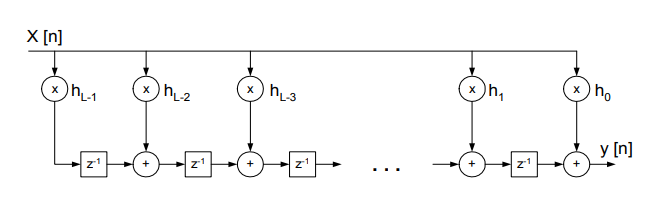 X [n]
x h_L-1 x h_L-2 x h_L-3 x h_1 x h_0
z^-1 + z^-1 + z^-1 . . . + z^-1 + y [n]